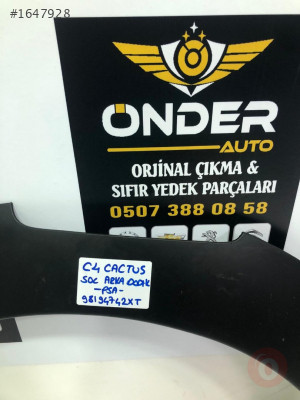 #1647928
ÖNDER
AUTO
ORJİNAL ÇIKMA &
SIFIR YEDEK PARÇALARI
0507 388 08 58
C4 CACTUS
SOL ARKA
-PSA-
98194742XT